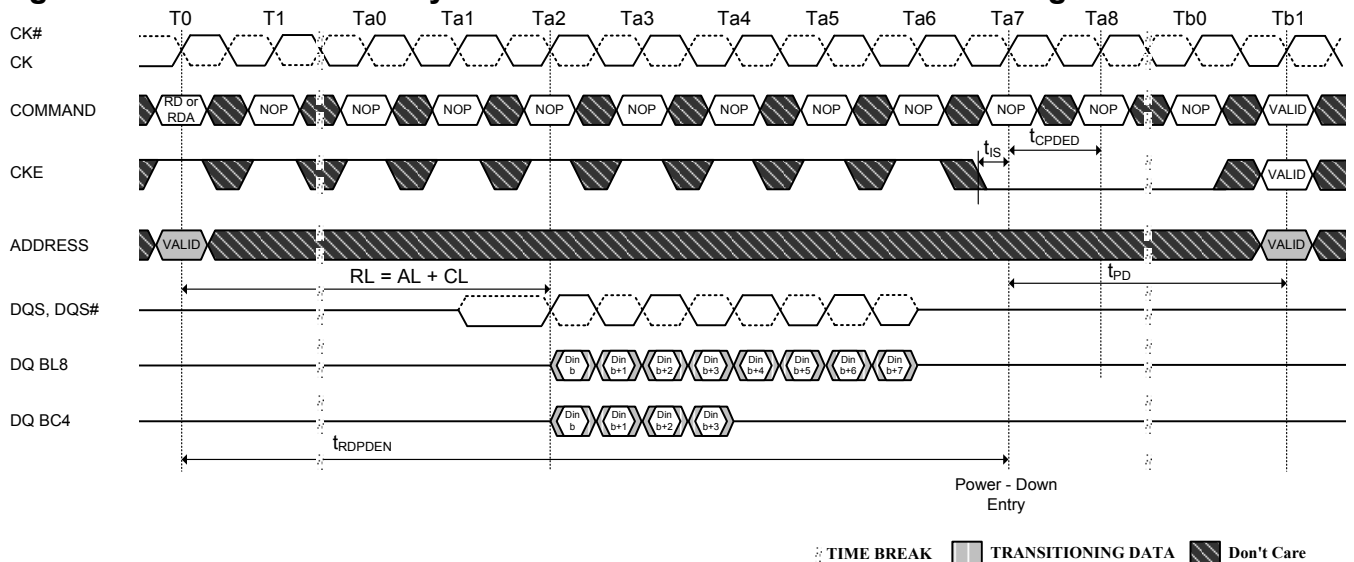 T0 T1 Ta0 Ta1 Ta2 Ta3 Ta4 Ta5 Ta6 Ta7 Ta8 Tb0 Tb1
CK#
CK
COMMAND RD or RDA NOP NOP NOP NOP NOP NOP NOP NOP NOP NOP NOP VALID
tIS tCPDED
CKE VALID
ADDRESS VALID VALID
RL = AL + CL tPD
DQS, DQS#
DQ BL8 Din b Din b+1 Din b+2 Din b+3 Din b+4 Din b+5 Din b+6 Din b+7
DQ BC4 Din b Din b+1 Din b+2 Din b+3
tRDPDEN
Power - Down
Entry
TIME BREAK TRANSITIONING DATA Don't Care